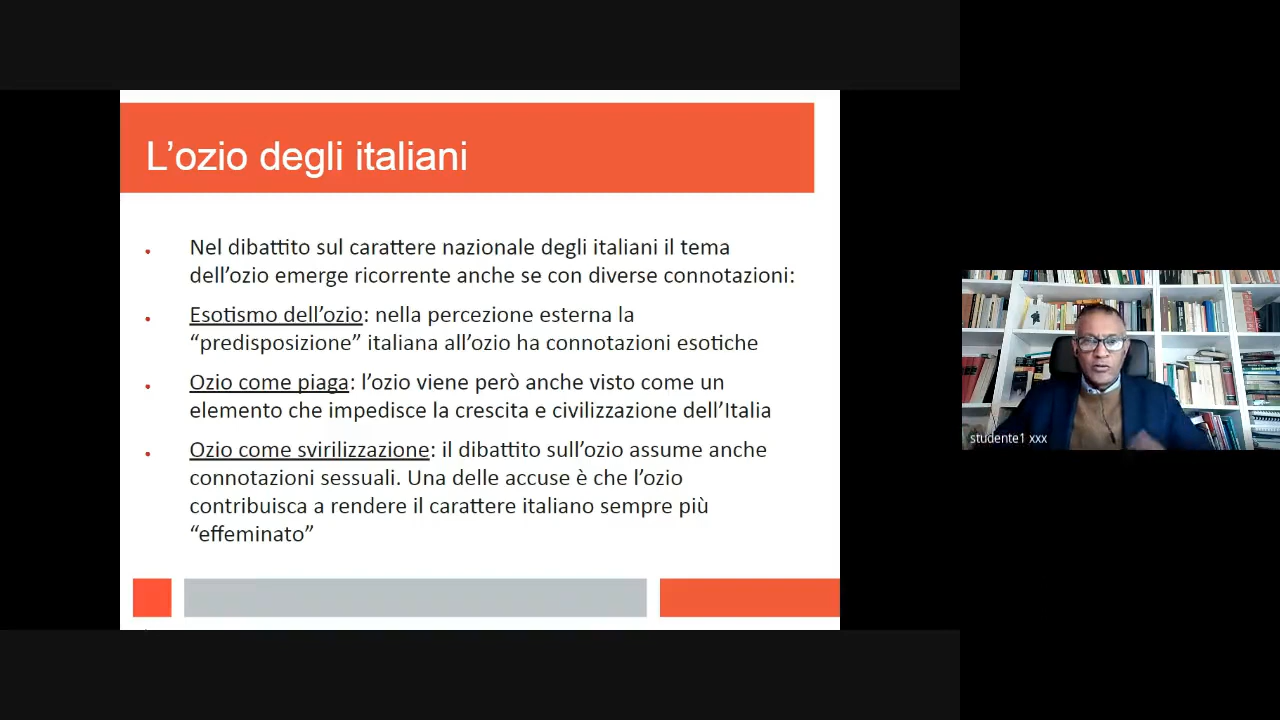 L’ozio degli italiani
Nel dibattito sul carattere nazionale degli italiani il tema
dell’ozio emerge ricorrente anche se con diverse connotazioni:
Esotismo dell’ozio: nella percezione esterna la
“predisposizione” italiana all’ozio ha connotazioni esotiche
Ozio come piaga: l’ozio viene però anche visto come un
elemento che impedisce la crescita e civilizzazione dell’Italia
Ozio come svirilizzazione: il dibattito sull’ozio assume anche
connotazioni sessuali. Una delle accuse è che l’ozio
contribuisca a rendere il carattere italiano sempre più
“effeminato”
studente1 xxx